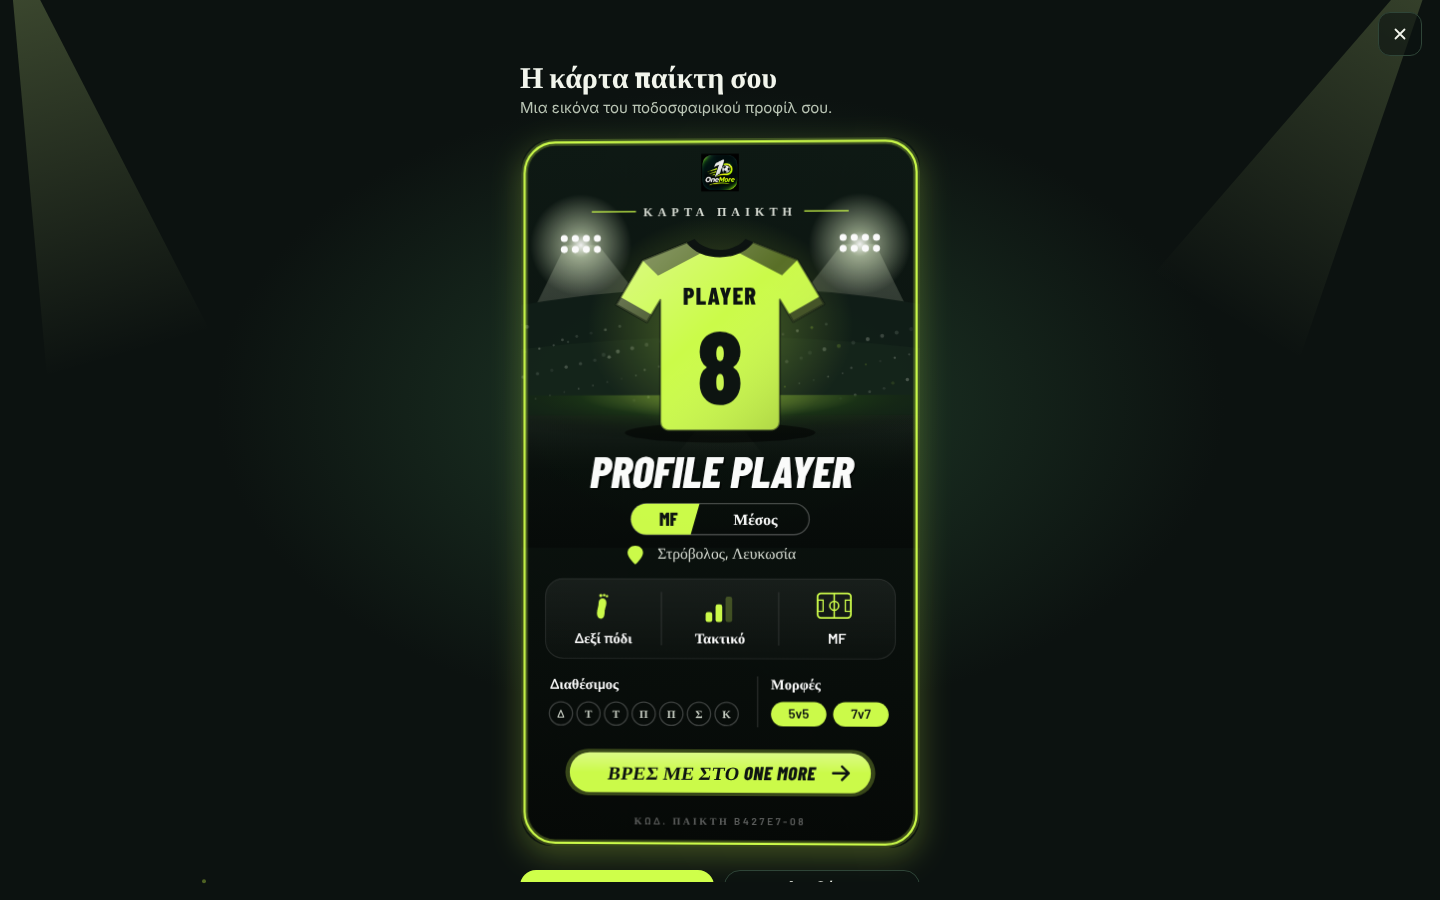 Η κάρτα παίκτη σου
Μια εικόνα του ποδοσφαιρικού προφίλ σου.
OneMore
ΚΑΡΤΑ ΠΑΙΚΤΗ
PLAYER
8
PROFILE PLAYER
MF Μέσος
Στρόβολος, Λευκωσία
Δεξί πόδι Τακτικό MF
Διαθέσιμος Μορφές
Δ Τ Τ Π Π Σ Κ 5v5 7v7
ΒΡΕΣ ΜΕ ΣΤΟ ONE MORE
ΚΩΔ. ΠΑΙΚΤΗ B427E7-08